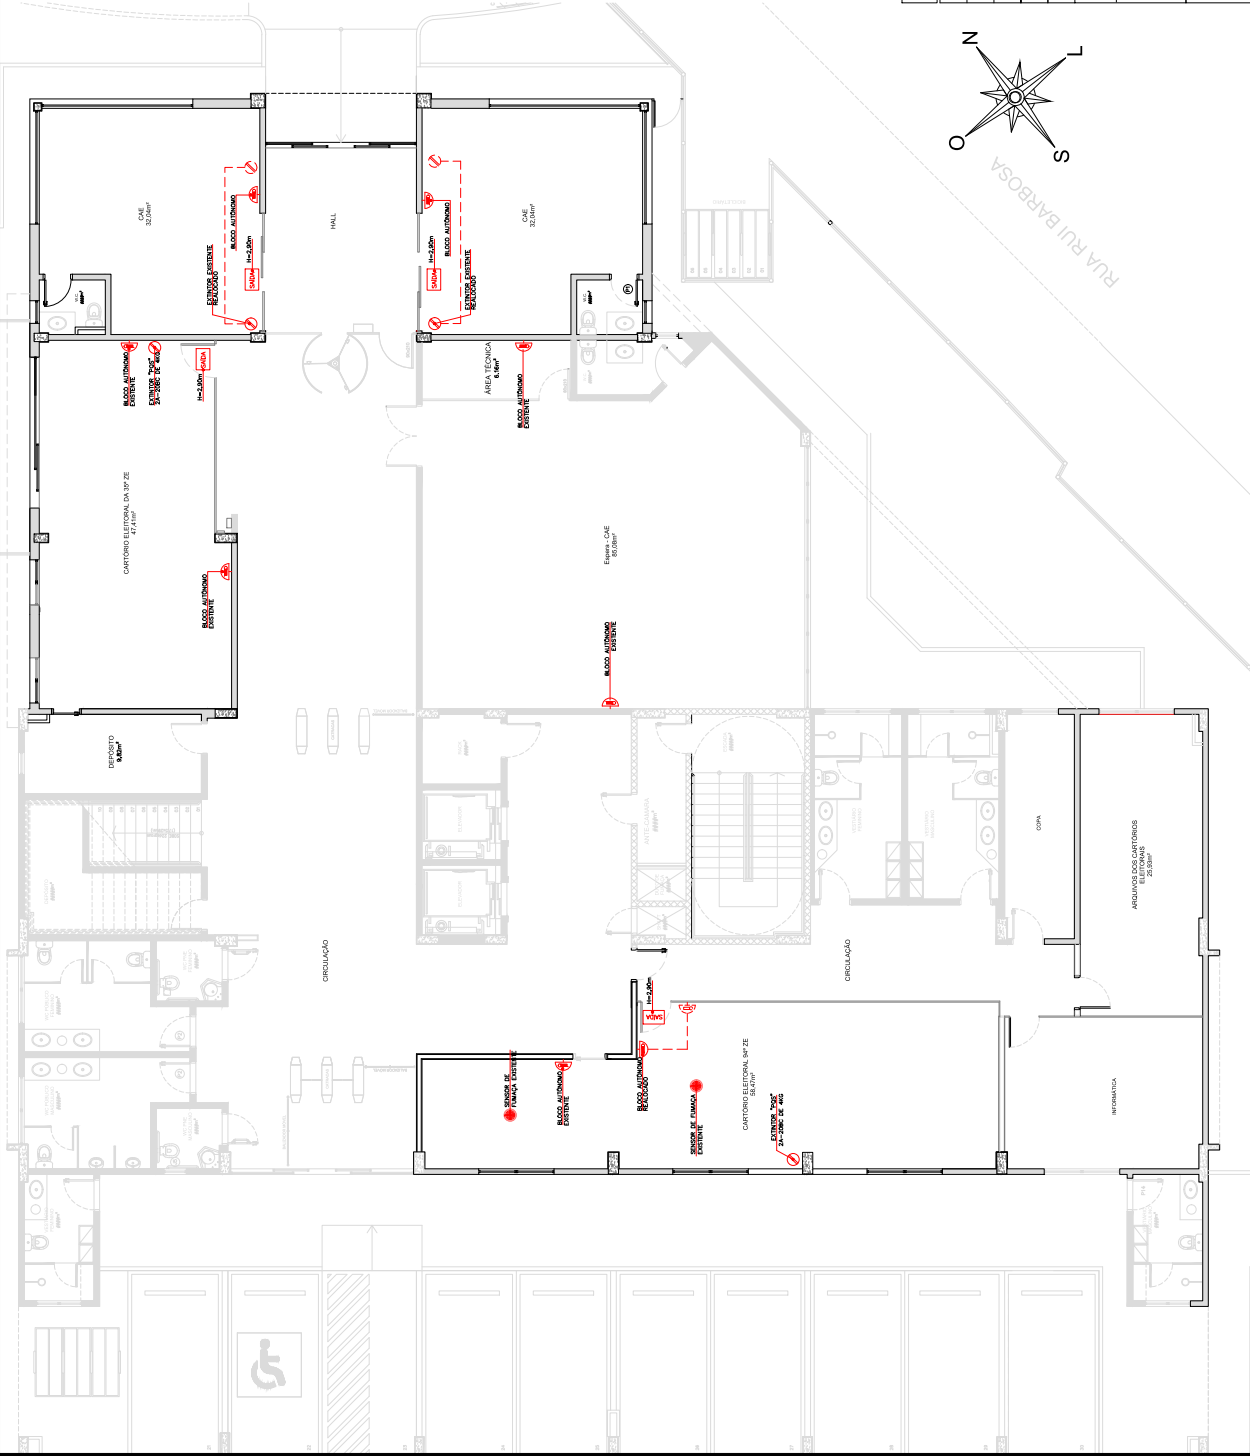 N
L
O
S
RUA RUI BARBOSA
CAE
32,04m²
BLOCO AUTÔNOMO
H=2,90m
SAÍDA
EXTINTOR EXISTENTE
REALOCADO
HALL
BLOCO AUTÔNOMO
H=2,90m
SAÍDA
EXTINTOR EXISTENTE
REALOCADO
CAE
32,04m²
W.C.
W.C.
P1
BLOCO AUTÔNOMO
EXISTENTE
EXTINTOR "PQS"
2A-20BC DE 4KG
H=2,90m
SAÍDA
ÁREA TÉCNICA
6,16m²
BLOCO AUTÔNOMO
EXISTENTE
CARTÓRIO ELEITORAL DA 35ª ZE
47,41m²
Espera - CAE
85,08m²
BLOCO AUTÔNOMO
EXISTENTE
BLOCO AUTÔNOMO
EXISTENTE
DEPÓSITO
9,82m²
ANTE-CÂMARA
COPA
ARQUIVOS DOS CARTÓRIOS
ELEITORAIS
25,93m²
CIRCULAÇÃO
CIRCULAÇÃO
H=2,90m
SAÍDA
SENSOR DE
FUMAÇA EXISTENTE
BLOCO AUTÔNOMO
EXISTENTE
BLOCO AUTÔNOMO
REALOCADO
SENSOR DE FUMAÇA
EXISTENTE
CARTÓRIO ELEITORAL 94ª ZE
58,47m²
EXTINTOR "PQS"
2A-20BC DE 4KG
INFORMÁTICA